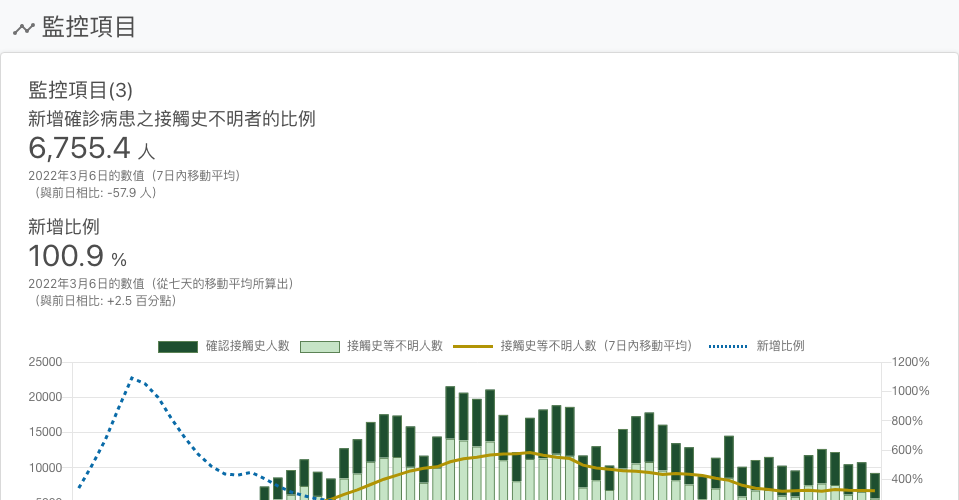 監控項目
監控項目(3)
新增確診病患之接觸史不明者的比例
6,755.4 人
2022年3月6日的數值（7日內移動平均）
（與前日相比: -57.9 人）
新增比例
100.9 %
2022年3月6日的數值（從七天的移動平均所算出）
（與前日相比: +2.5 百分點）
確認接觸史人數 接觸史等不明人數 接觸史等不明人數（7日內移動平均） 新增比例
25000 1200%
20000 1000%
15000 800%
10000 600%
400%